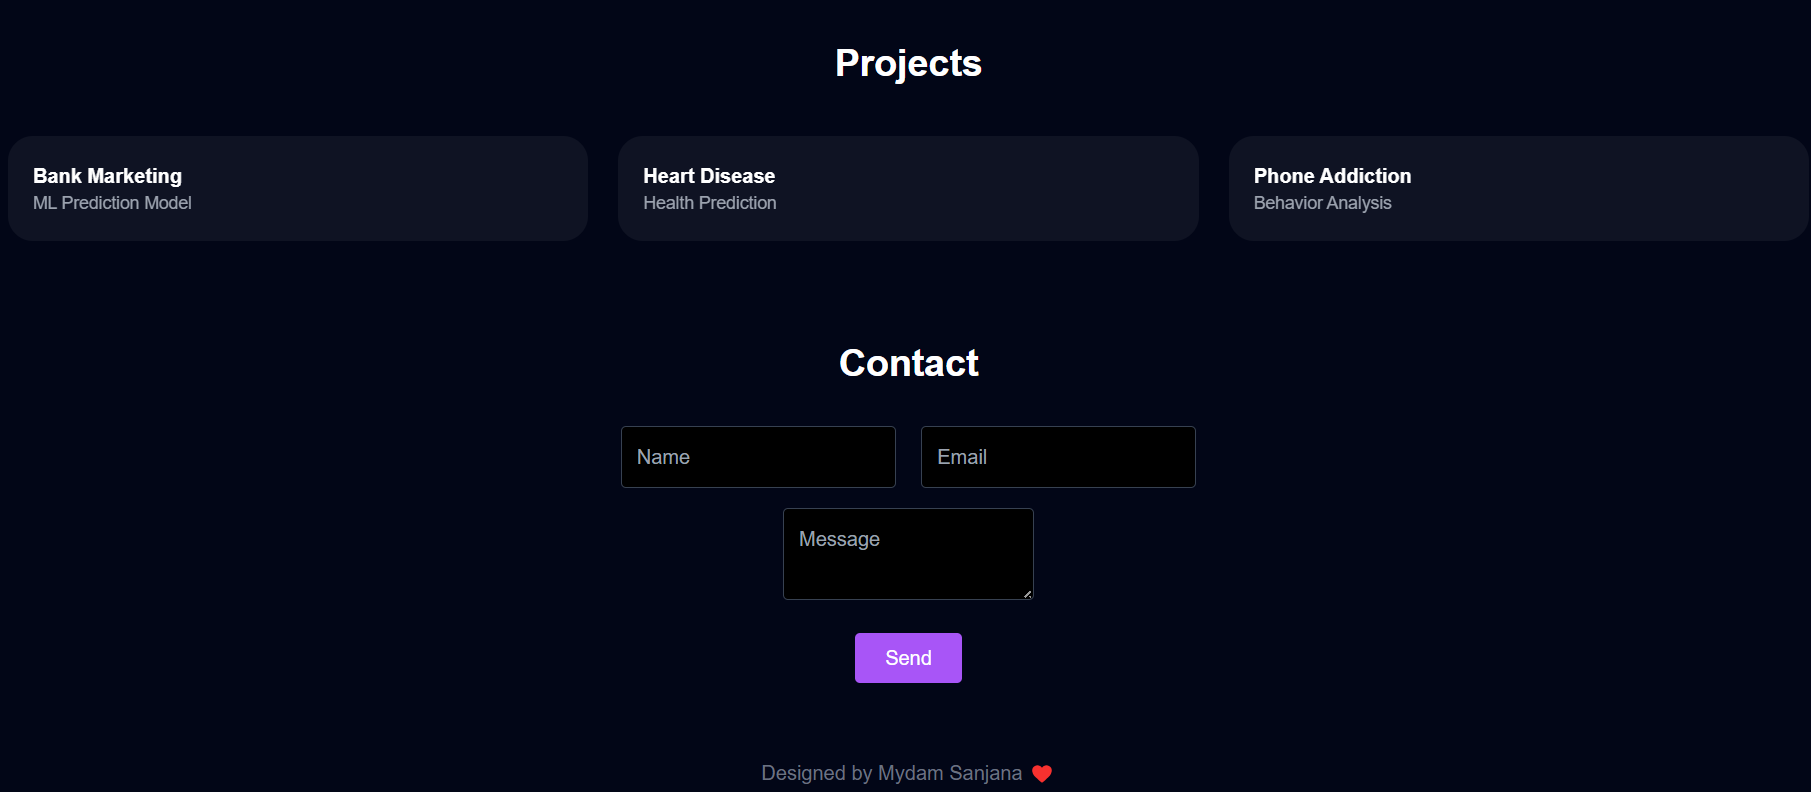 Projects
Bank Marketing
ML Prediction Model
Heart Disease
Health Prediction
Phone Addiction
Behavior Analysis
Contact
Name
Email
Message
Send
Designed by Mydam Sanjana ❤️